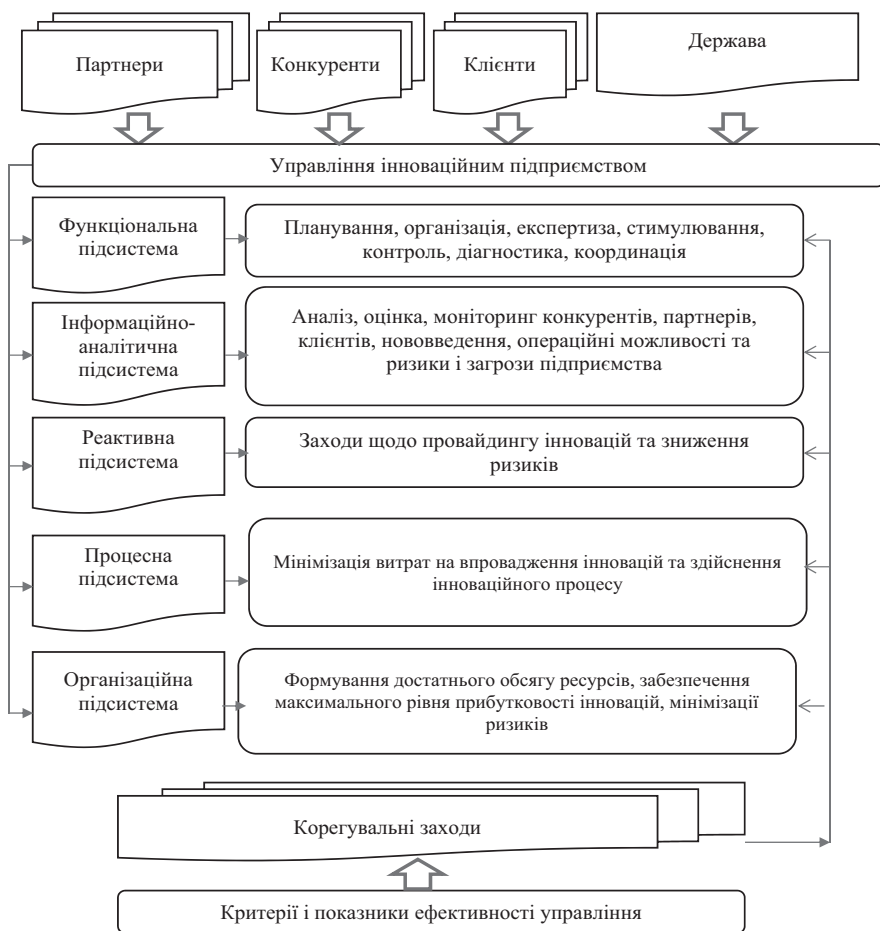 Партнери
Конкуренти
Клієнти
Держава
Управління інноваційним підприємством
Функціональна
підсистема
Планування, організація, експертиза, стимулювання,
контроль, діагностика, координація
Інформаційно-
аналітична
підсистема
Аналіз, оцінка, моніторинг конкурентів, партнерів,
клієнтів, нововведення, операційні можливості та
ризики і загрози підприємства
Реактивна
підсистема
Заходи щодо провайдингу інновацій та зниження
ризиків
Процесна
підсистема
Мінімізація витрат на впровадження інновацій та здійснення
інноваційного процесу
Організаційна
підсистема
Формування достатнього обсягу ресурсів, забезпечення
максимального рівня прибутковості інновацій, мінімізації
ризиків
Корегувальні заходи
Критерії і показники ефективності управління